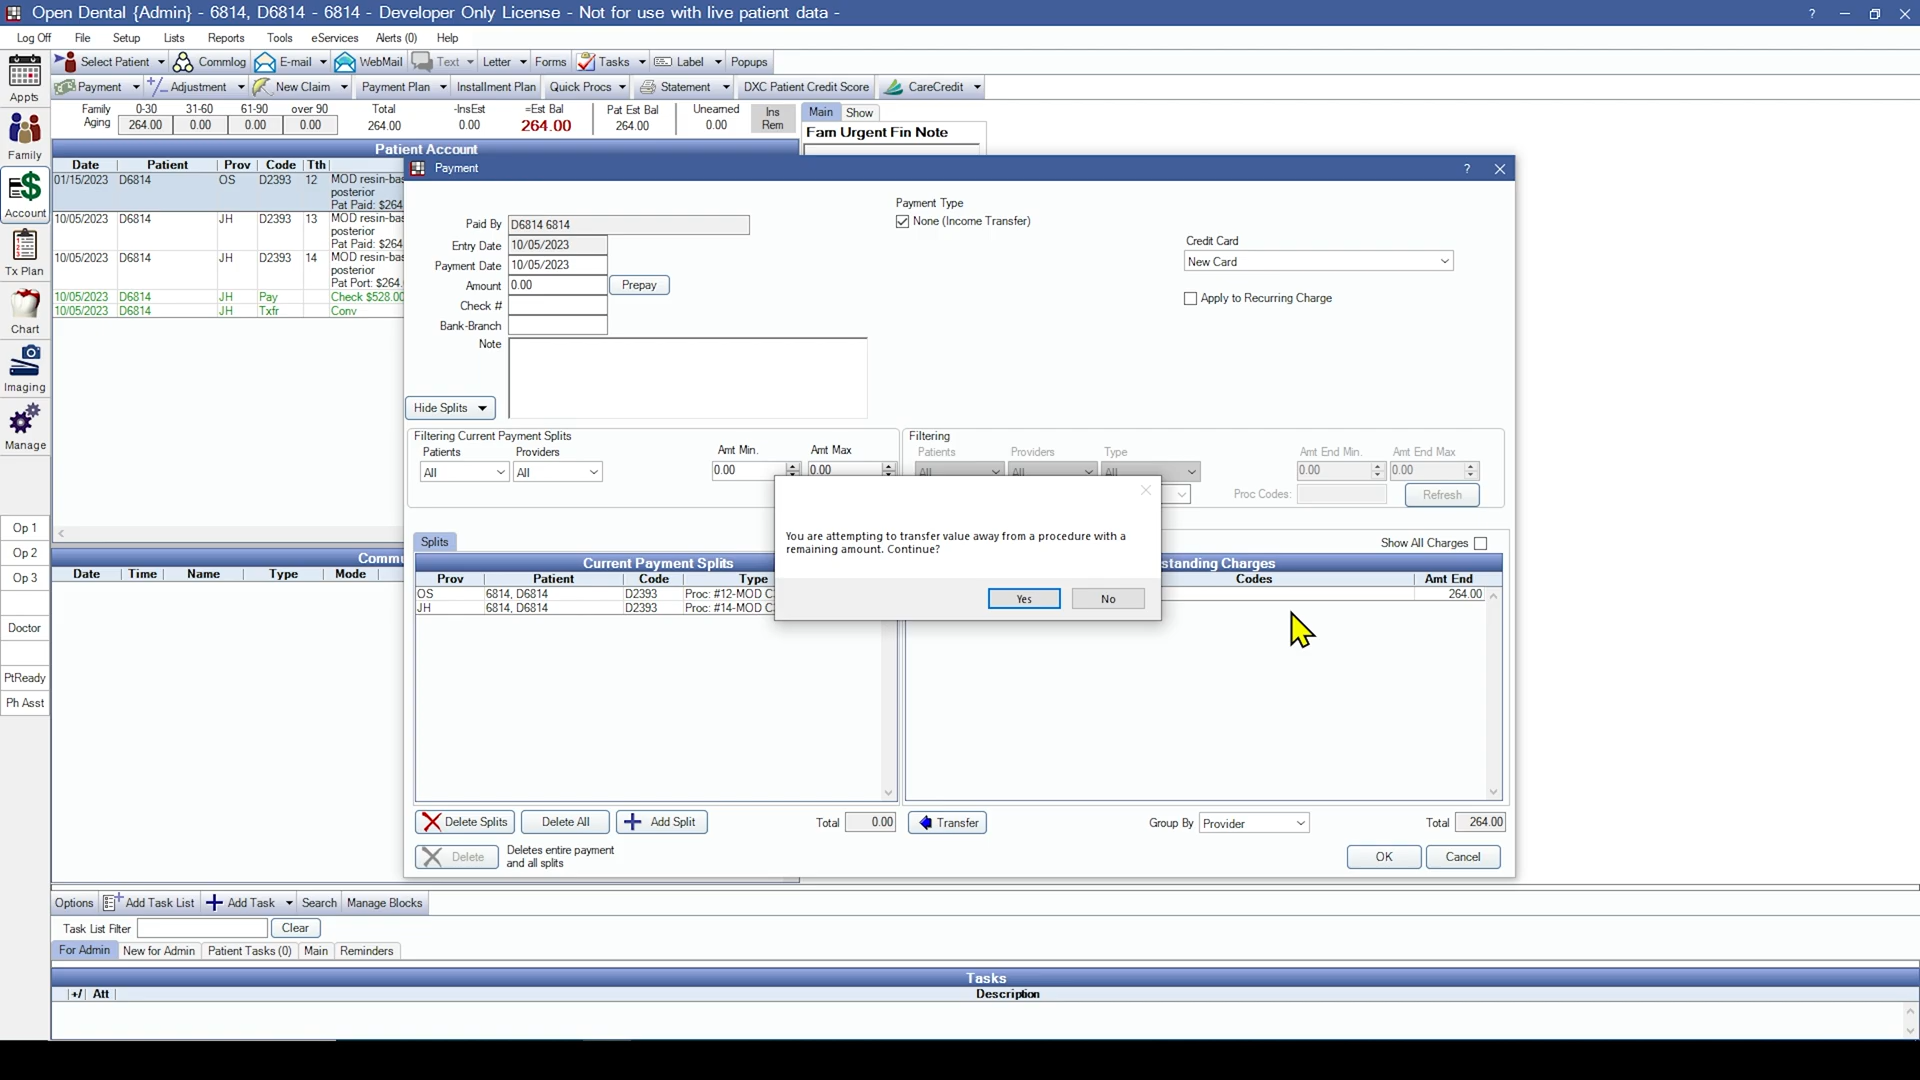 Open Dental {Admin} - 6814, D6814 - 6814 - Developer Only License - Not for use with live patient data -
Log Off File Setup Lists Reports Tools eServices Alerts (0) Help
Select Patient Commlog E-mail WebMail Text Letter Forms Tasks Label Popups
Payment Adjustment New Claim Payment Plan Installment Plan Quick Procs Statement DXC Patient Credit Score CareCredit
Appts
Family
Account
Tx Plan
Chart
Imaging
Manage
Op 1
Op 2
Op 3
Doctor
PtReady
Ph Asst
Family Aging 0-30 31-60 61-90 over 90 Total -InsEst =Est Bal Pat Est Bal Unearned Ins Rem
264.00 0.00 0.00 0.00 264.00 0.00 264.00 264.00 0.00
Main Show
Fam Urgent Fin Note
Patient Account
Date Patient Prov Code Tth
01/15/2023 D6814 OS D2393 12 MOD resin-bas
posterior
Pat Paid: $264
10/05/2023 D6814 JH D2393 13 MOD resin-bas
posterior
Pat Paid: $264
10/05/2023 D6814 JH D2393 14 MOD resin-bas
posterior
Pat Port: $264.
10/05/2023 D6814 JH Pay Check $528.00
10/05/2023 D6814 JH Txfr Conv
Commu
Date Time Name Type Mode
Payment
Paid By D6814 6814
Entry Date 10/05/2023
Payment Date 10/05/2023
Amount 0.00 Prepay
Check #
Bank-Branch
Note
Payment Type
None (Income Transfer)
Credit Card
New Card
Apply to Recurring Charge
Hide Splits
Filtering Current Payment Splits
Patients Providers Amt Min. Amt Max
All All 0.00 0.00
Filtering
Patients Providers Type Amt End Min. Amt End Max
All All All 0.00 0.00
Proc Codes: Refresh
You are attempting to transfer value away from a procedure with a
remaining amount. Continue?
Yes No
Splits
Show All Charges
Current Payment Splits
Prov Patient Code Type
OS 6814, D6814 D2393 Proc: #12-MOD C
JH 6814, D6814 D2393 Proc: #14-MOD C
standing Charges
Codes Amt End
264.00
Delete Splits Delete All Add Split Total 0.00
Transfer Group By Provider Total 264.00
Delete Deletes entire payment
and all splits
OK Cancel
Options Add Task List Add Task Search Manage Blocks
Task List Filter Clear
For Admin New for Admin Patient Tasks (0) Main Reminders
Tasks
+/ Att Description